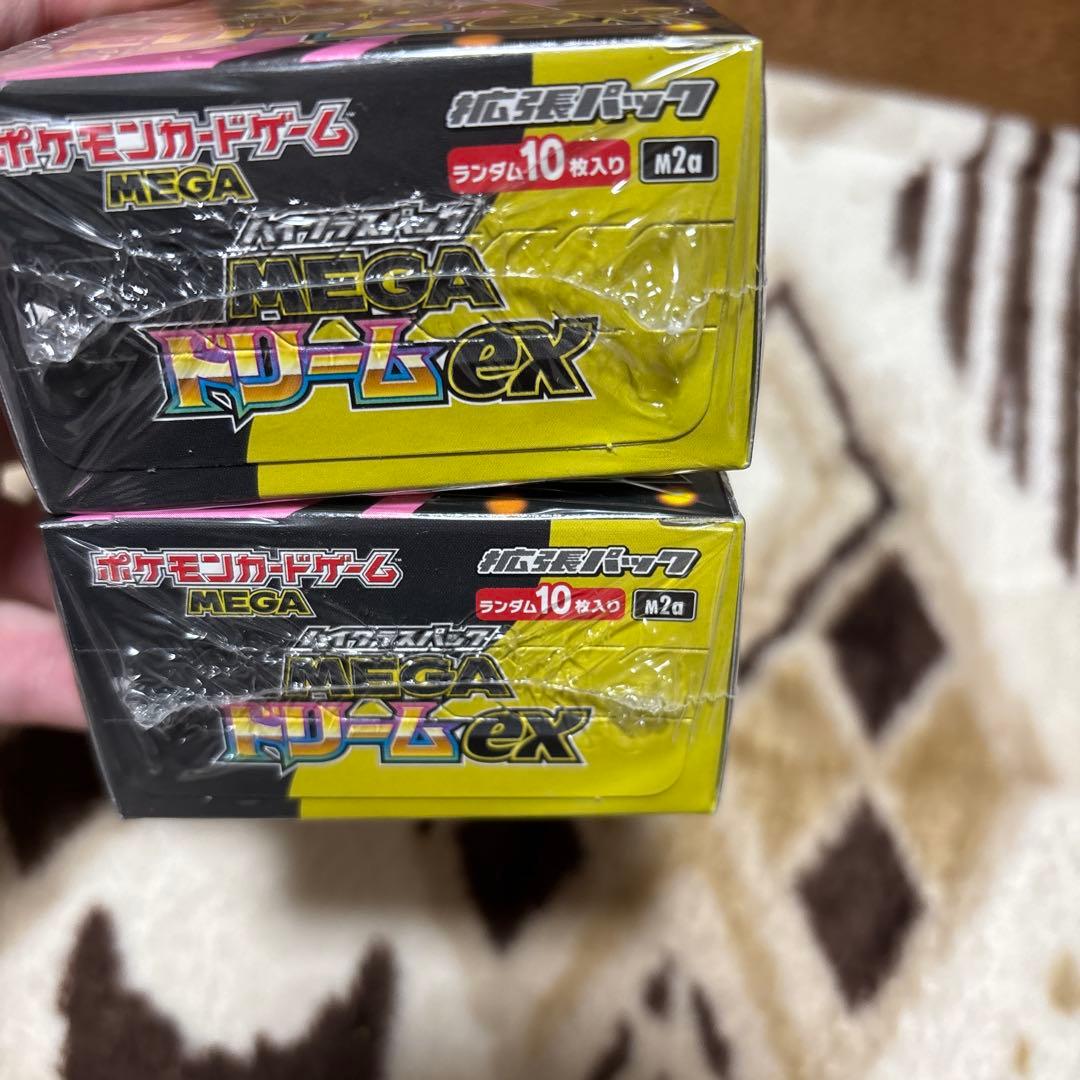 ポケモンカードゲーム
MEGA
拡張パック
ランダム10枚入り
M2a
ハイクラスパック
MEGA
ドリームex
ポケモンカードゲーム
MEGA
拡張パック
ランダム10枚入り
M2a
ハイクラスパック
MEGA
ドリームex